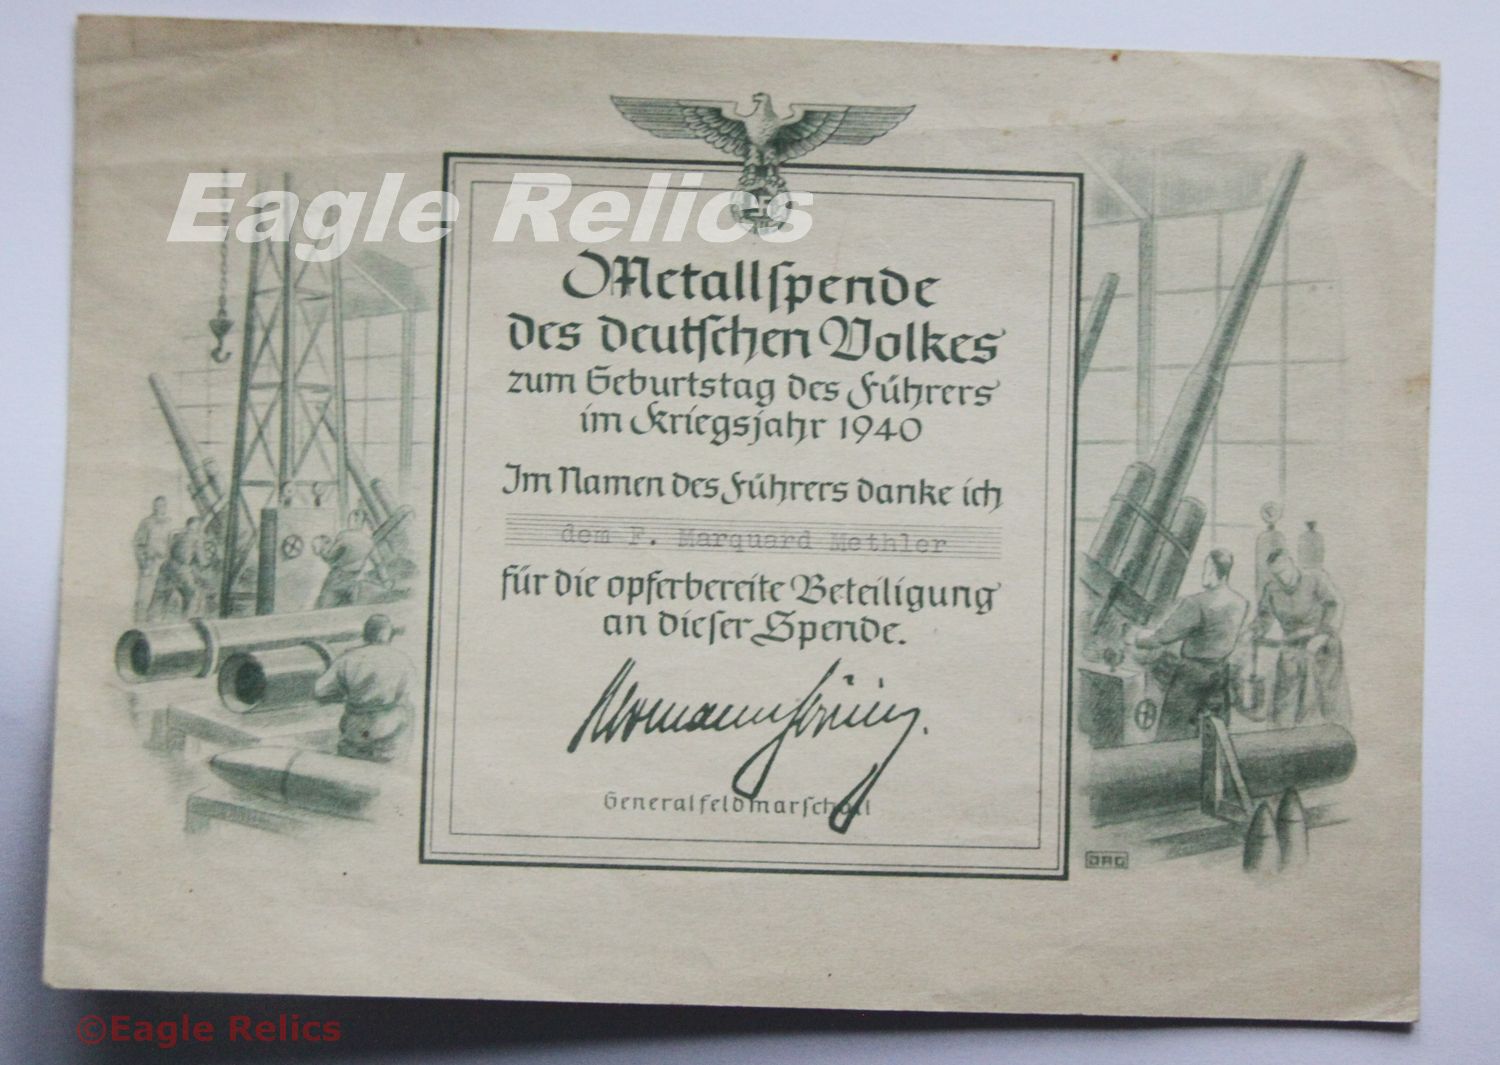 Eagle Relics
Metallspende
des deutschen Volkes
zum Geburtstag des Führers
im Kriegsjahr 1940
Im Namen des Führers danke ich
dem F. Marquard Methler
für die opferbereite Beteiligung
an dieser Spende.
Hermann Göring.
Generalfeldmarschall
JAG
©Eagle Relics